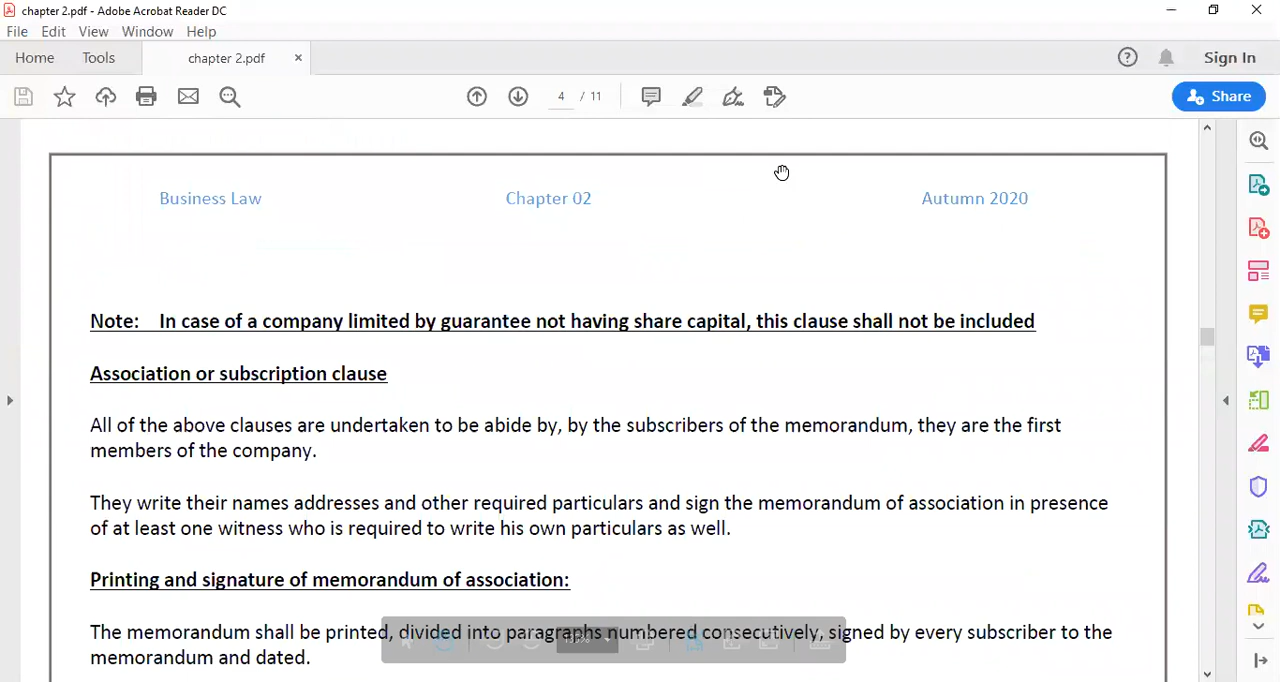 chapter 2.pdf - Adobe Acrobat Reader DC
File Edit View Window Help
Home Tools chapter 2.pdf × Sign In
4 / 11 Share
Business Law Chapter 02 Autumn 2020
Note: In case of a company limited by guarantee not having share capital, this clause shall not be included
Association or subscription clause
All of the above clauses are undertaken to be abide by, by the subscribers of the memorandum, they are the first
members of the company.
They write their names addresses and other required particulars and sign the memorandum of association in presence
of at least one witness who is required to write his own particulars as well.
Printing and signature of memorandum of association:
The memorandum shall be printed, divided into paragraphs numbered consecutively, signed by every subscriber to the
memorandum and dated.